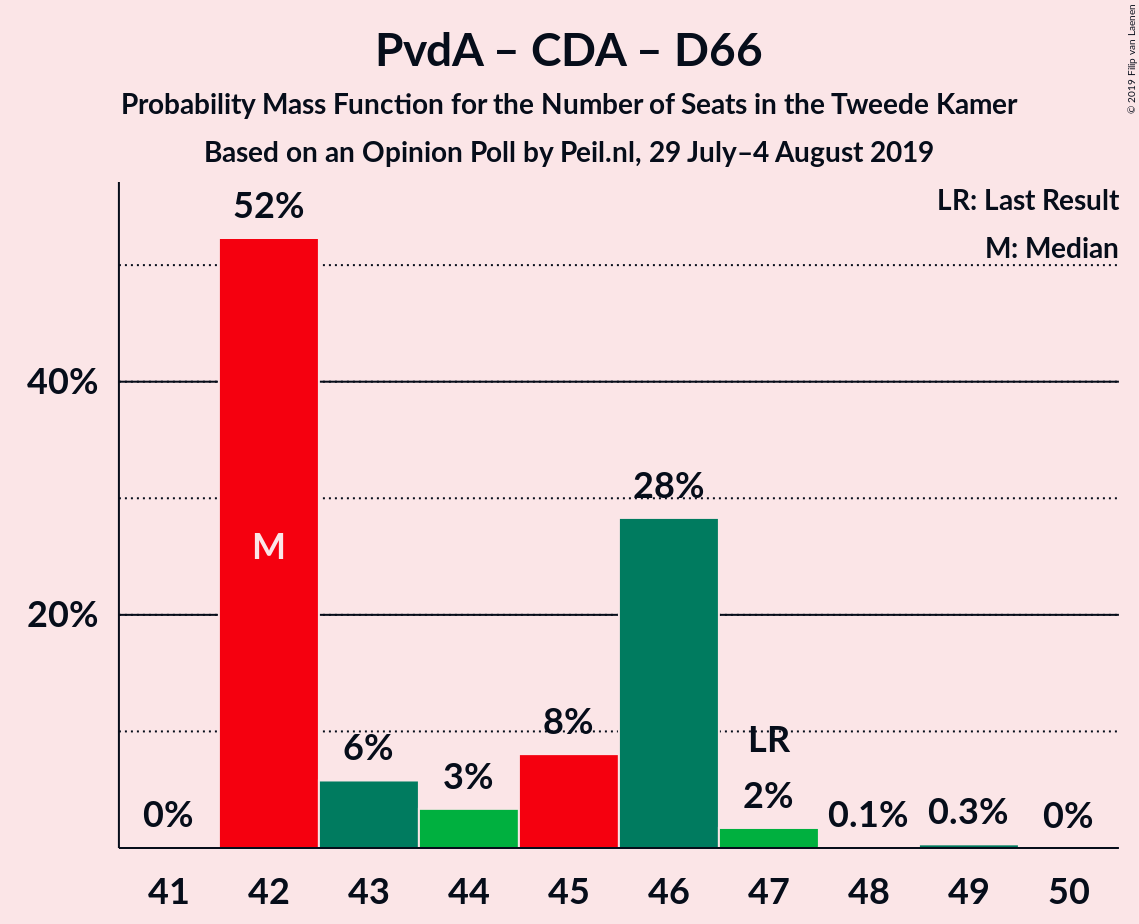 PvdA – CDA – D66
Probability Mass Function for the Number of Seats in the Tweede Kamer
Based on an Opinion Poll by Peil.nl, 29 July–4 August 2019
© 2019 Filip van Laenen
LR: Last Result
M: Median
40%
20%
0%
52%
M
6%
3%
8%
28%
LR
2%
0.1%
0.3%
0%
41 42 43 44 45 46 47 48 49 50